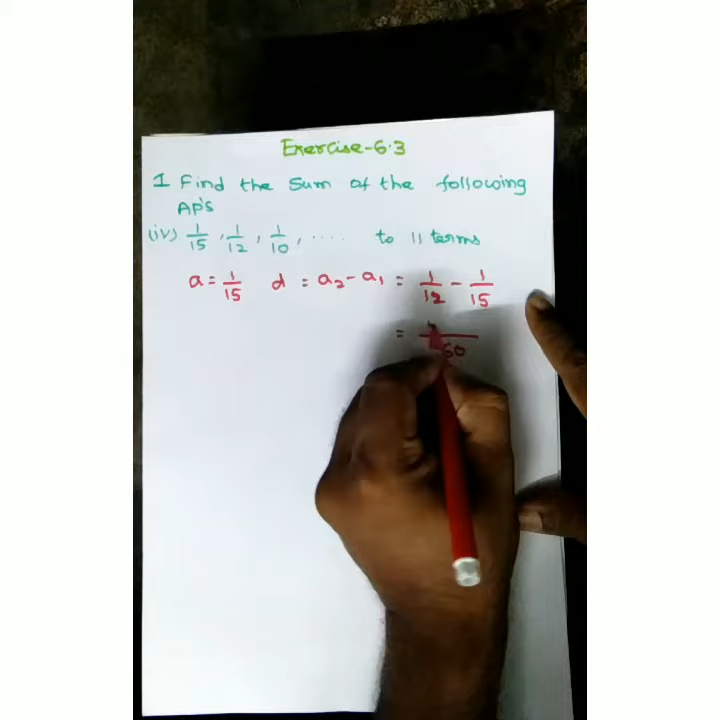 Exercise-6.3
1 Find the sum of the following
AP's
(iv) 1/15, 1/12, 1/10, .... to 11 terms
a = 1/15 d = a₂ - a₁ = 1/12 - 1/15
= /60